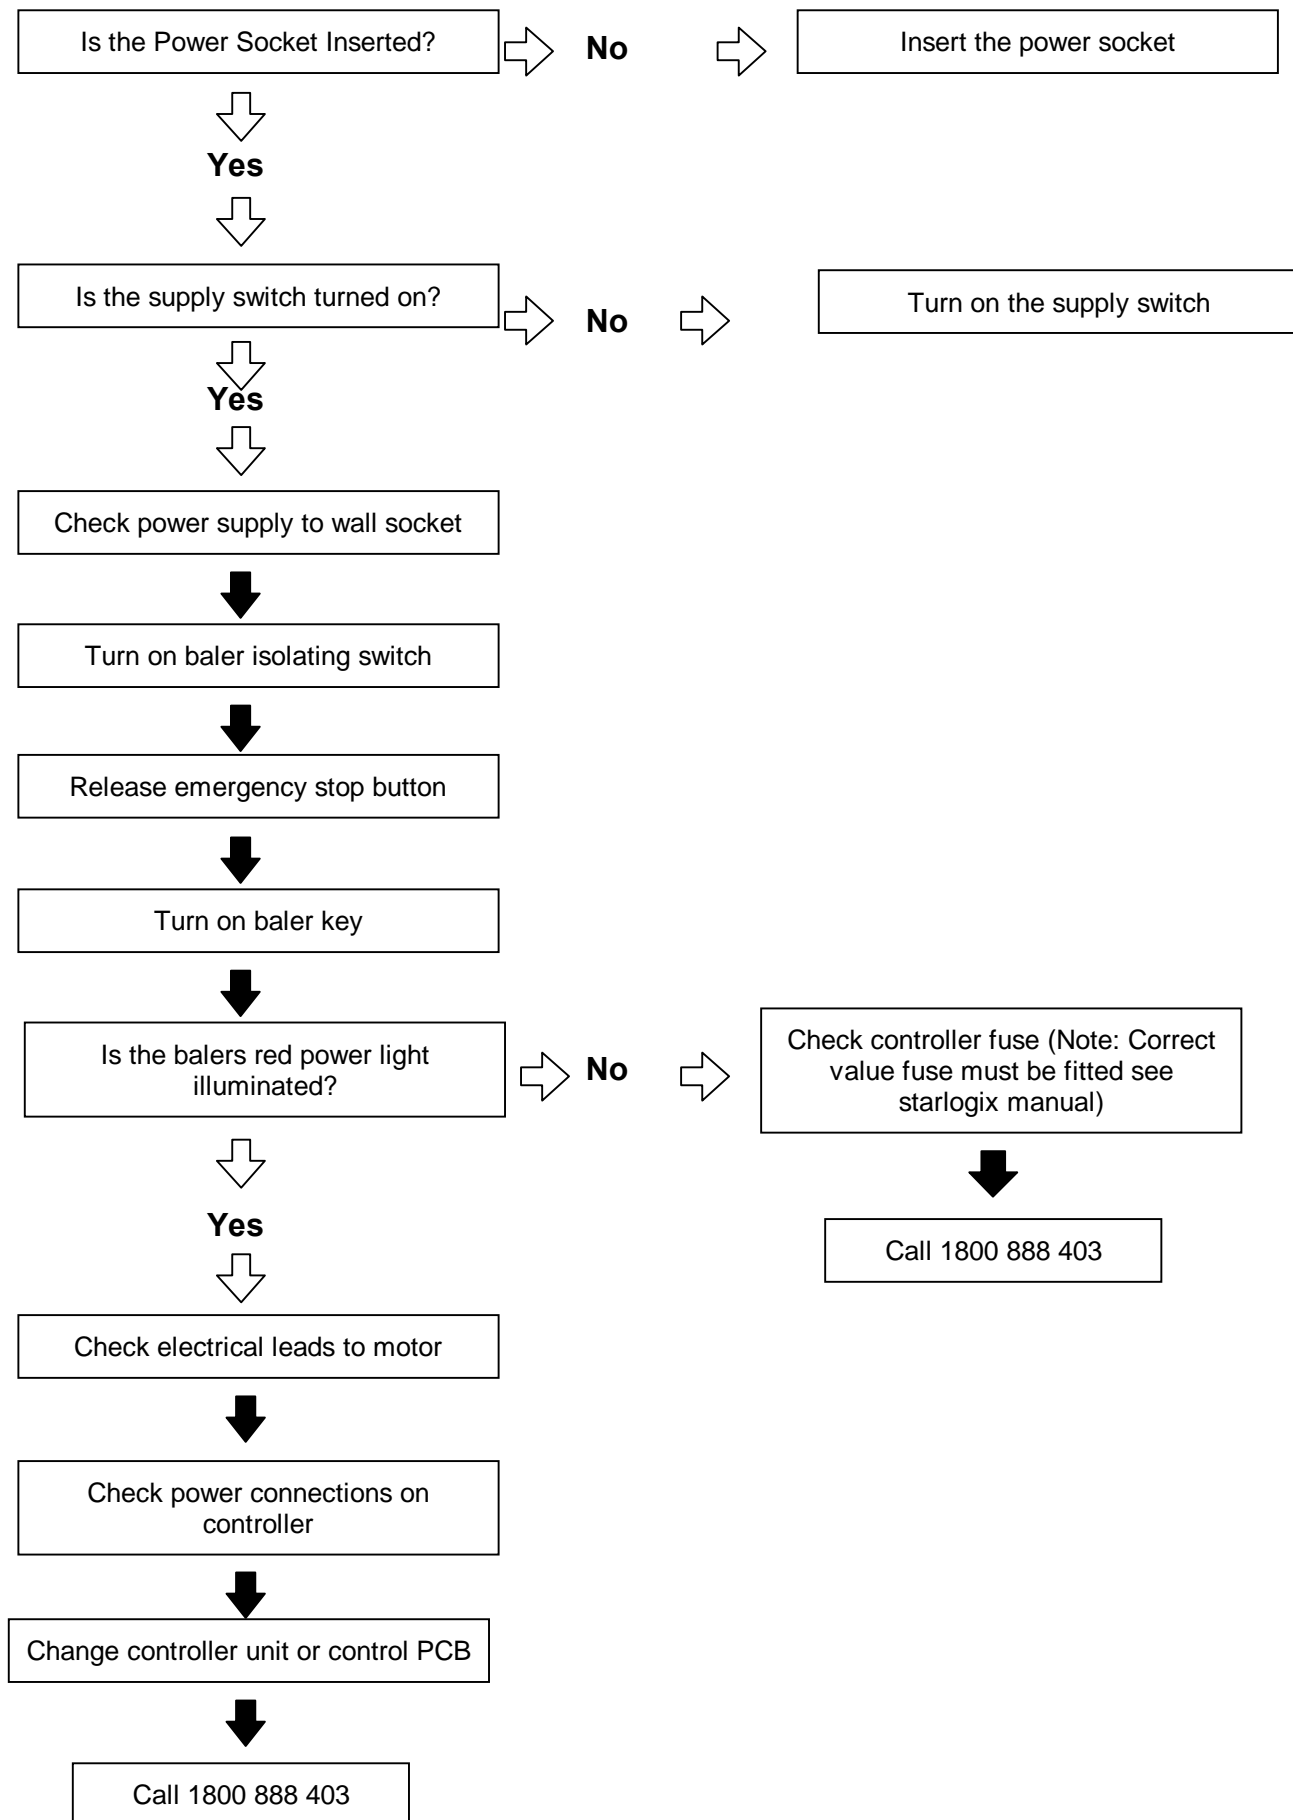 Is the Power Socket Inserted?
No
Insert the power socket
Yes
Is the supply switch turned on?
No
Turn on the supply switch
Yes
Check power supply to wall socket
Turn on baler isolating switch
Release emergency stop button
Turn on baler key
Is the balers red power light
illuminated?
No
Check controller fuse (Note: Correct
value fuse must be fitted see
starlogix manual)
Yes
Call 1800 888 403
Check electrical leads to motor
Check power connections on
controller
Change controller unit or control PCB
Call 1800 888 403